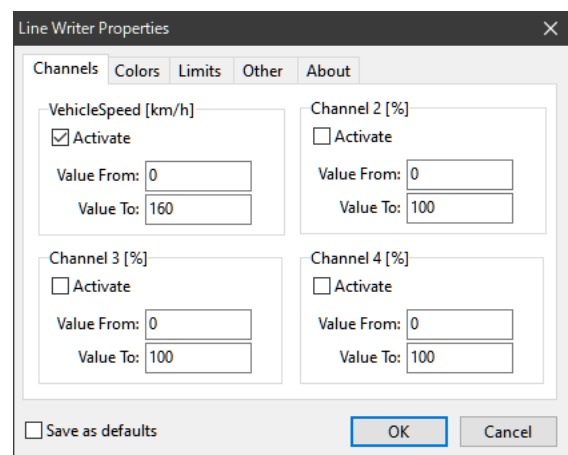 Line Writer Properties
Channels Colors Limits Other About
VehicleSpeed [km/h]
Activate
Value From: 0
Value To: 160
Channel 2 [%]
Activate
Value From: 0
Value To: 100
Channel 3 [%]
Activate
Value From: 0
Value To: 100
Channel 4 [%]
Activate
Value From: 0
Value To: 100
Save as defaults
OK
Cancel